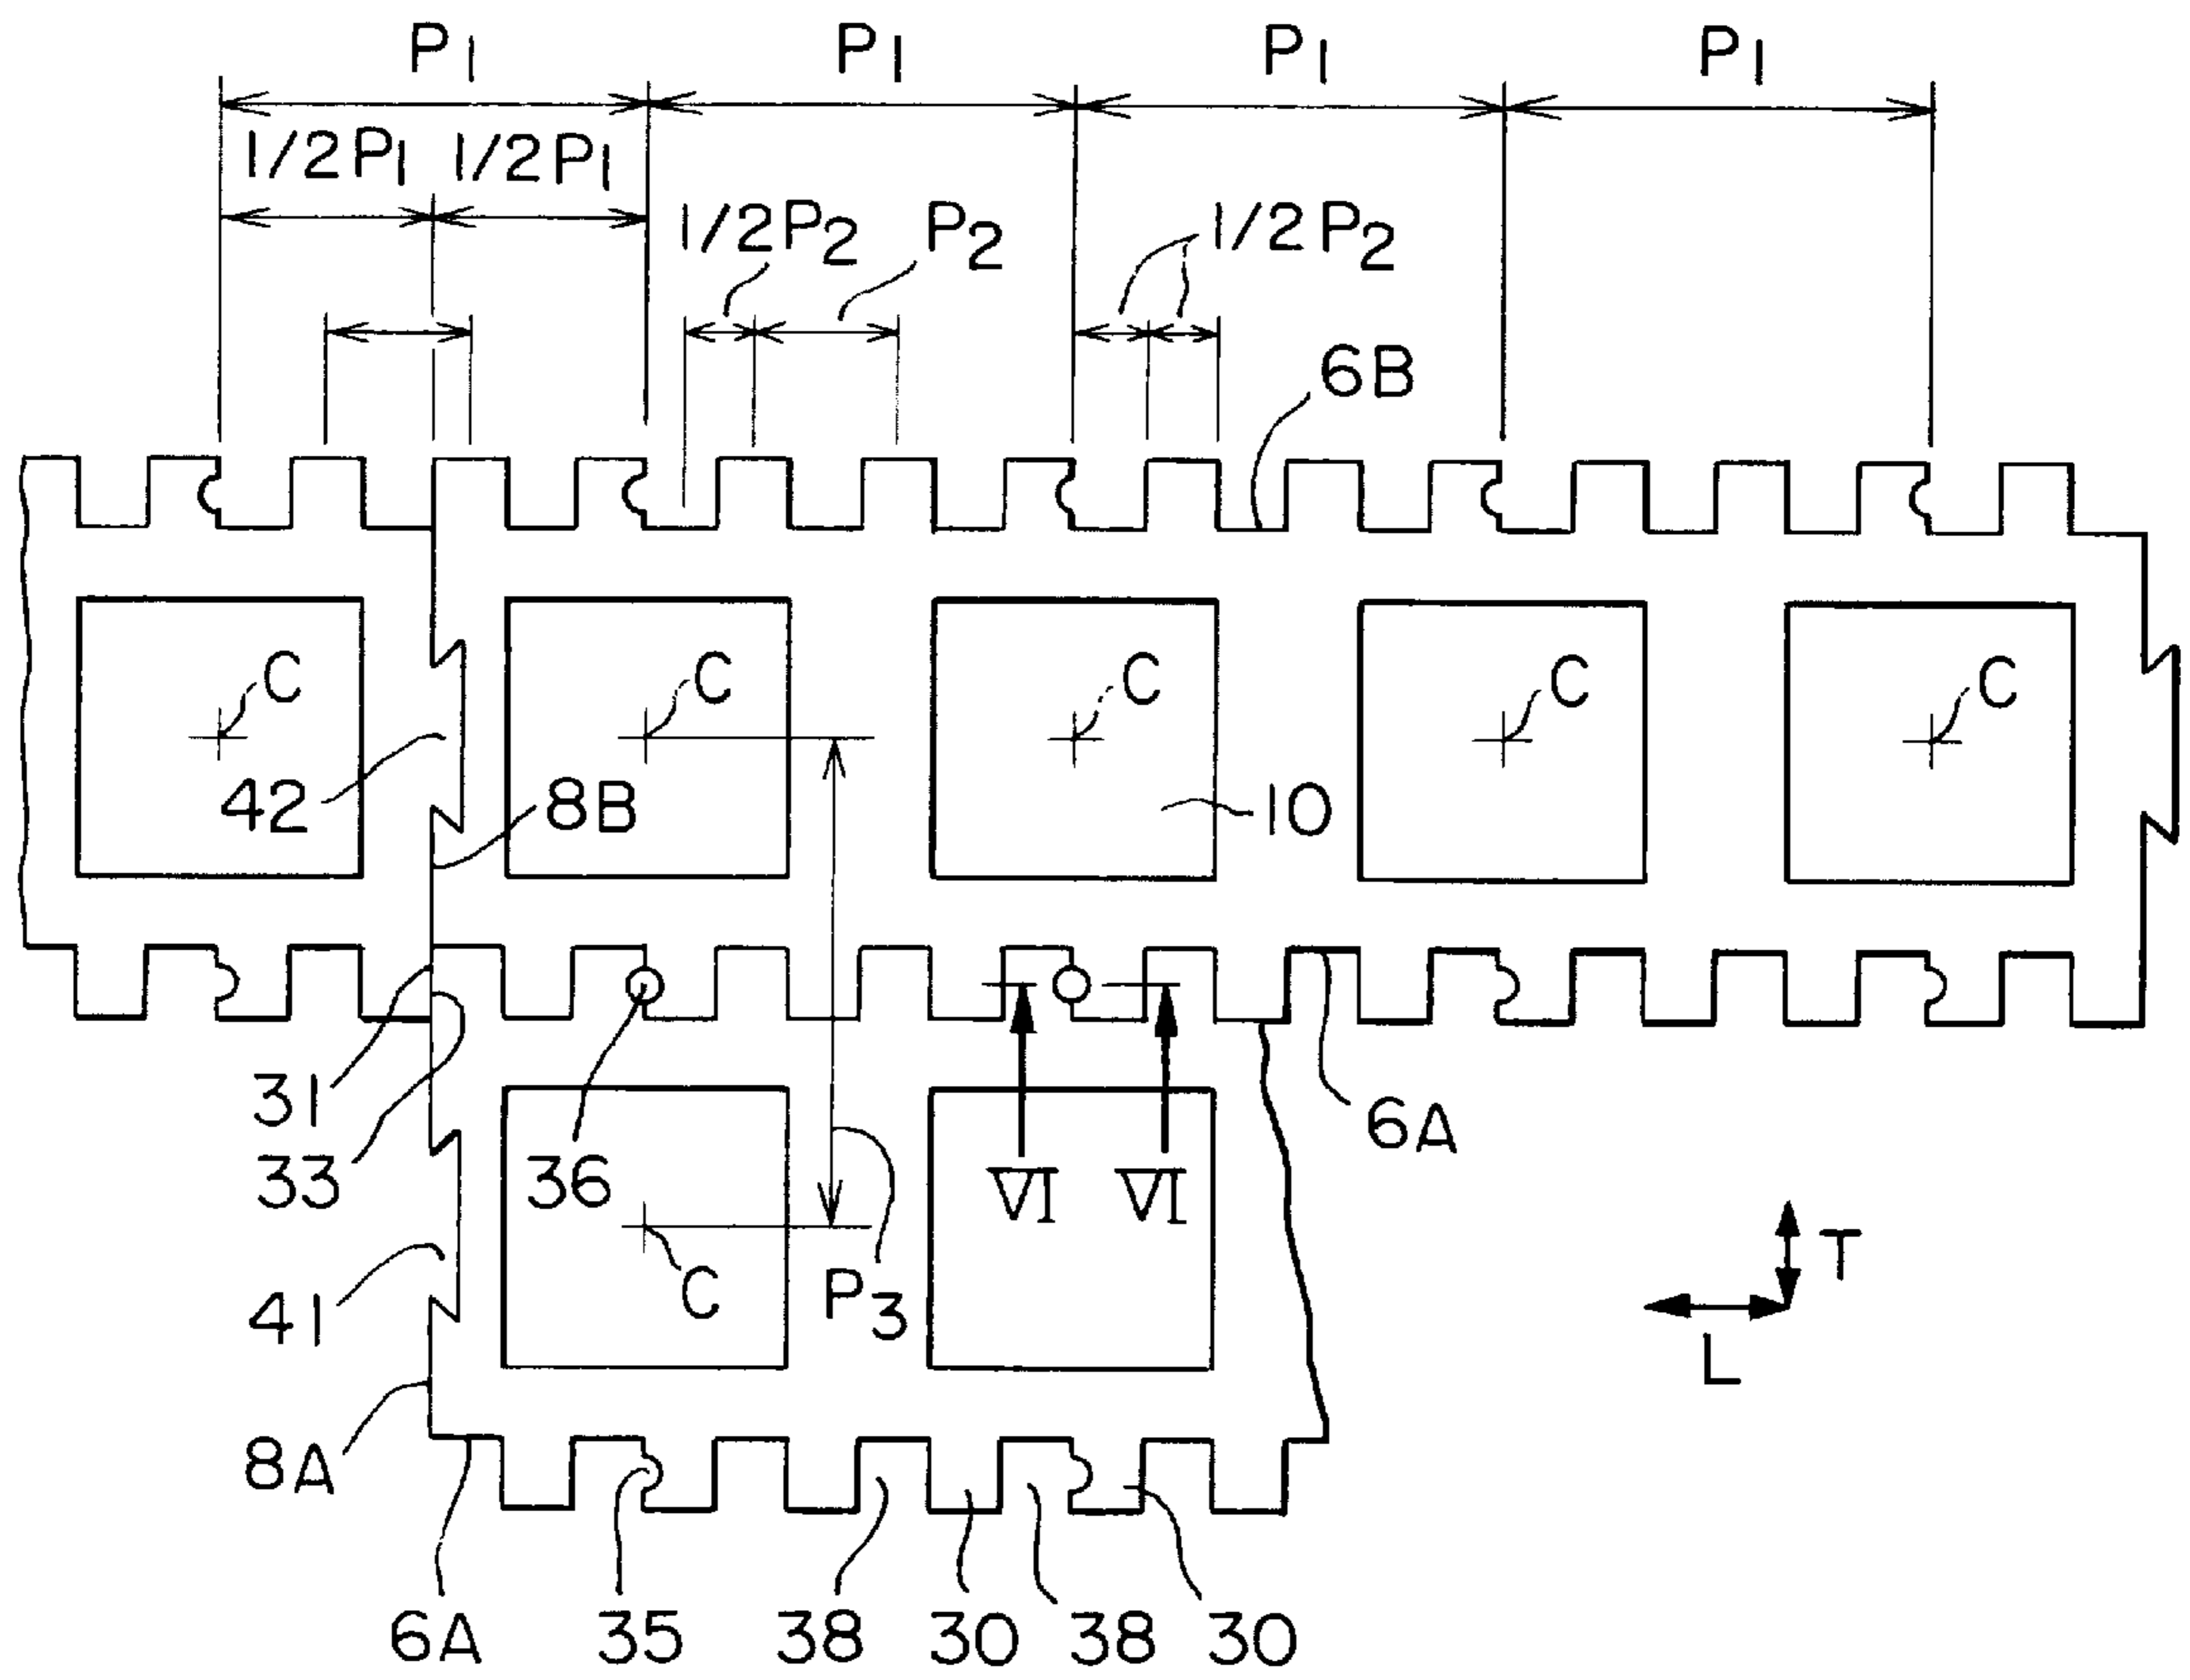 P1 P1 P1 P1
1/2P1 1/2P1
1/2P2 P2 1/2P2
6B
C C C C C
42 8B 10
31
33 36 VI VI 6A
C P3 T
41 L
8A
6A 35 38 30 38 30